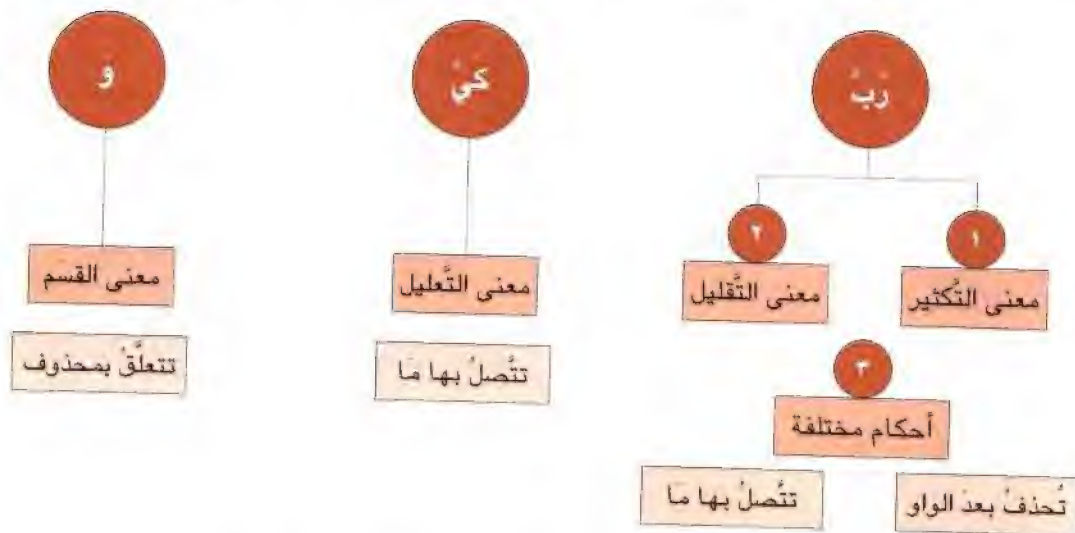 رُبَّ
١
معنى التَّكثير
٢
معنى التَّقليل
٣
أحكام مختلفة
تُحذفُ بعدَ الواو
تتَّصلُ بها مَا
كَيْ
معنى التَّعليل
تتَّصلُ بها مَا
وَ
معنى القسَم
تتعلَّقُ بمحذوف